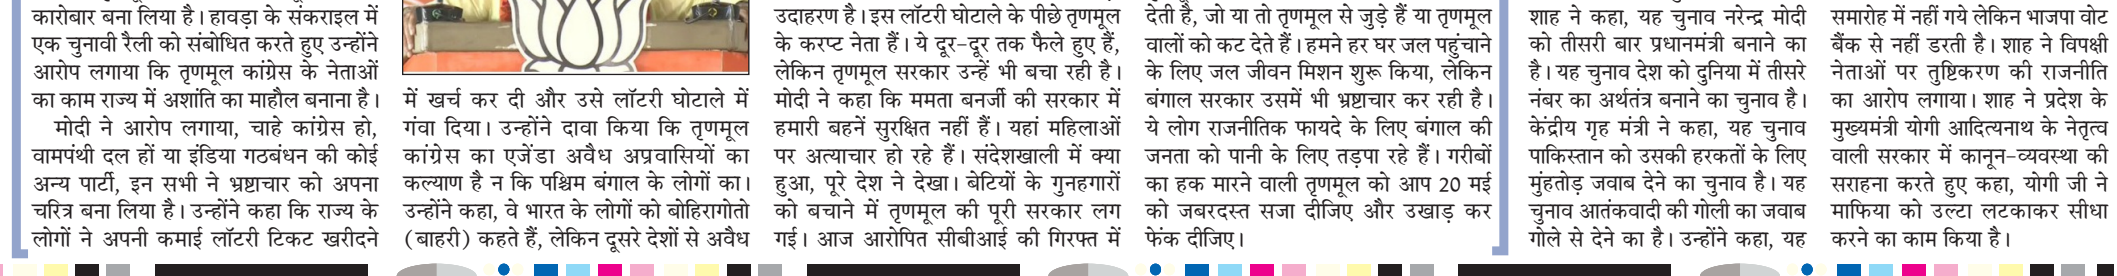 कारोबार बना लिया है। हावड़ा के संकराइल में
एक चुनावी रैली को संबोधित करते हुए उन्होंने
आरोप लगाया कि तृणमूल कांग्रेस के नेताओं
का काम राज्य में अशांति का माहौल बनाना है।
मोदी ने आरोप लगाया, चाहे कांग्रेस हो,
वामपंथी दल हों या इंडिया गठबंधन की कोई
अन्य पार्टी, इन सभी ने भ्रष्टाचार को अपना
चरित्र बना लिया है। उन्होंने कहा कि राज्य के
लोगों ने अपनी कमाई लॉटरी टिकट खरीदने
में खर्च कर दी और उसे लॉटरी घोटाले में
गंवा दिया। उन्होंने दावा किया कि तृणमूल
कांग्रेस का एजेंडा अवैध अप्रवासियों का
कल्याण है न कि पश्चिम बंगाल के लोगों का।
उन्होंने कहा, वे भारत के लोगों को बोहिरागोतो
(बाहरी) कहते हैं, लेकिन दूसरे देशों से अवैध
उदाहरण है। इस लॉटरी घोटाले के पीछे तृणमूल
के करप्ट नेता हैं। ये दूर-दूर तक फैले हुए हैं,
लेकिन तृणमूल सरकार उन्हें भी बचा रही है।
मोदी ने कहा कि ममता बनर्जी की सरकार में
हमारी बहनें सुरक्षित नहीं हैं। यहां महिलाओं
पर अत्याचार हो रहे हैं। संदेशखाली में क्या
हुआ, पूरे देश ने देखा। बेटियों के गुनहगारों
को बचाने में तृणमूल की पूरी सरकार लग
गई। आज आरोपित सीबीआई की गिरफ्त में
देती है, जो या तो तृणमूल से जुड़े हैं या तृणमूल
वालों को कट देते हैं। हमने हर घर जल पहुंचाने
के लिए जल जीवन मिशन शुरू किया, लेकिन
बंगाल सरकार उसमें भी भ्रष्टाचार कर रही है।
ये लोग राजनीतिक फायदे के लिए बंगाल की
जनता को पानी के लिए तड़पा रहे हैं। गरीबों
का हक मारने वाली तृणमूल को आप 20 मई
को जबरदस्त सजा दीजिए और उखाड़ कर
फेंक दीजिए।
शाह ने कहा, यह चुनाव नरेन्द्र मोदी
को तीसरी बार प्रधानमंत्री बनाने का
है। यह चुनाव देश को दुनिया में तीसरे
नंबर का अर्थतंत्र बनाने का चुनाव है।
केंद्रीय गृह मंत्री ने कहा, यह चुनाव
पाकिस्तान को उसकी हरकतों के लिए
मुंहतोड़ जवाब देने का चुनाव है। यह
चुनाव आतंकवादी की गोली का जवाब
गोले से देने का है। उन्होंने कहा, यह
समारोह में नहीं गये लेकिन भाजपा वोट
बैंक से नहीं डरती है। शाह ने विपक्षी
नेताओं पर तुष्टिकरण की राजनीति
का आरोप लगाया। शाह ने प्रदेश के
मुख्यमंत्री योगी आदित्यनाथ के नेतृत्व
वाली सरकार में कानून-व्यवस्था की
सराहना करते हुए कहा, योगी जी ने
माफिया को उल्टा लटकाकर सीधा
करने का काम किया है।